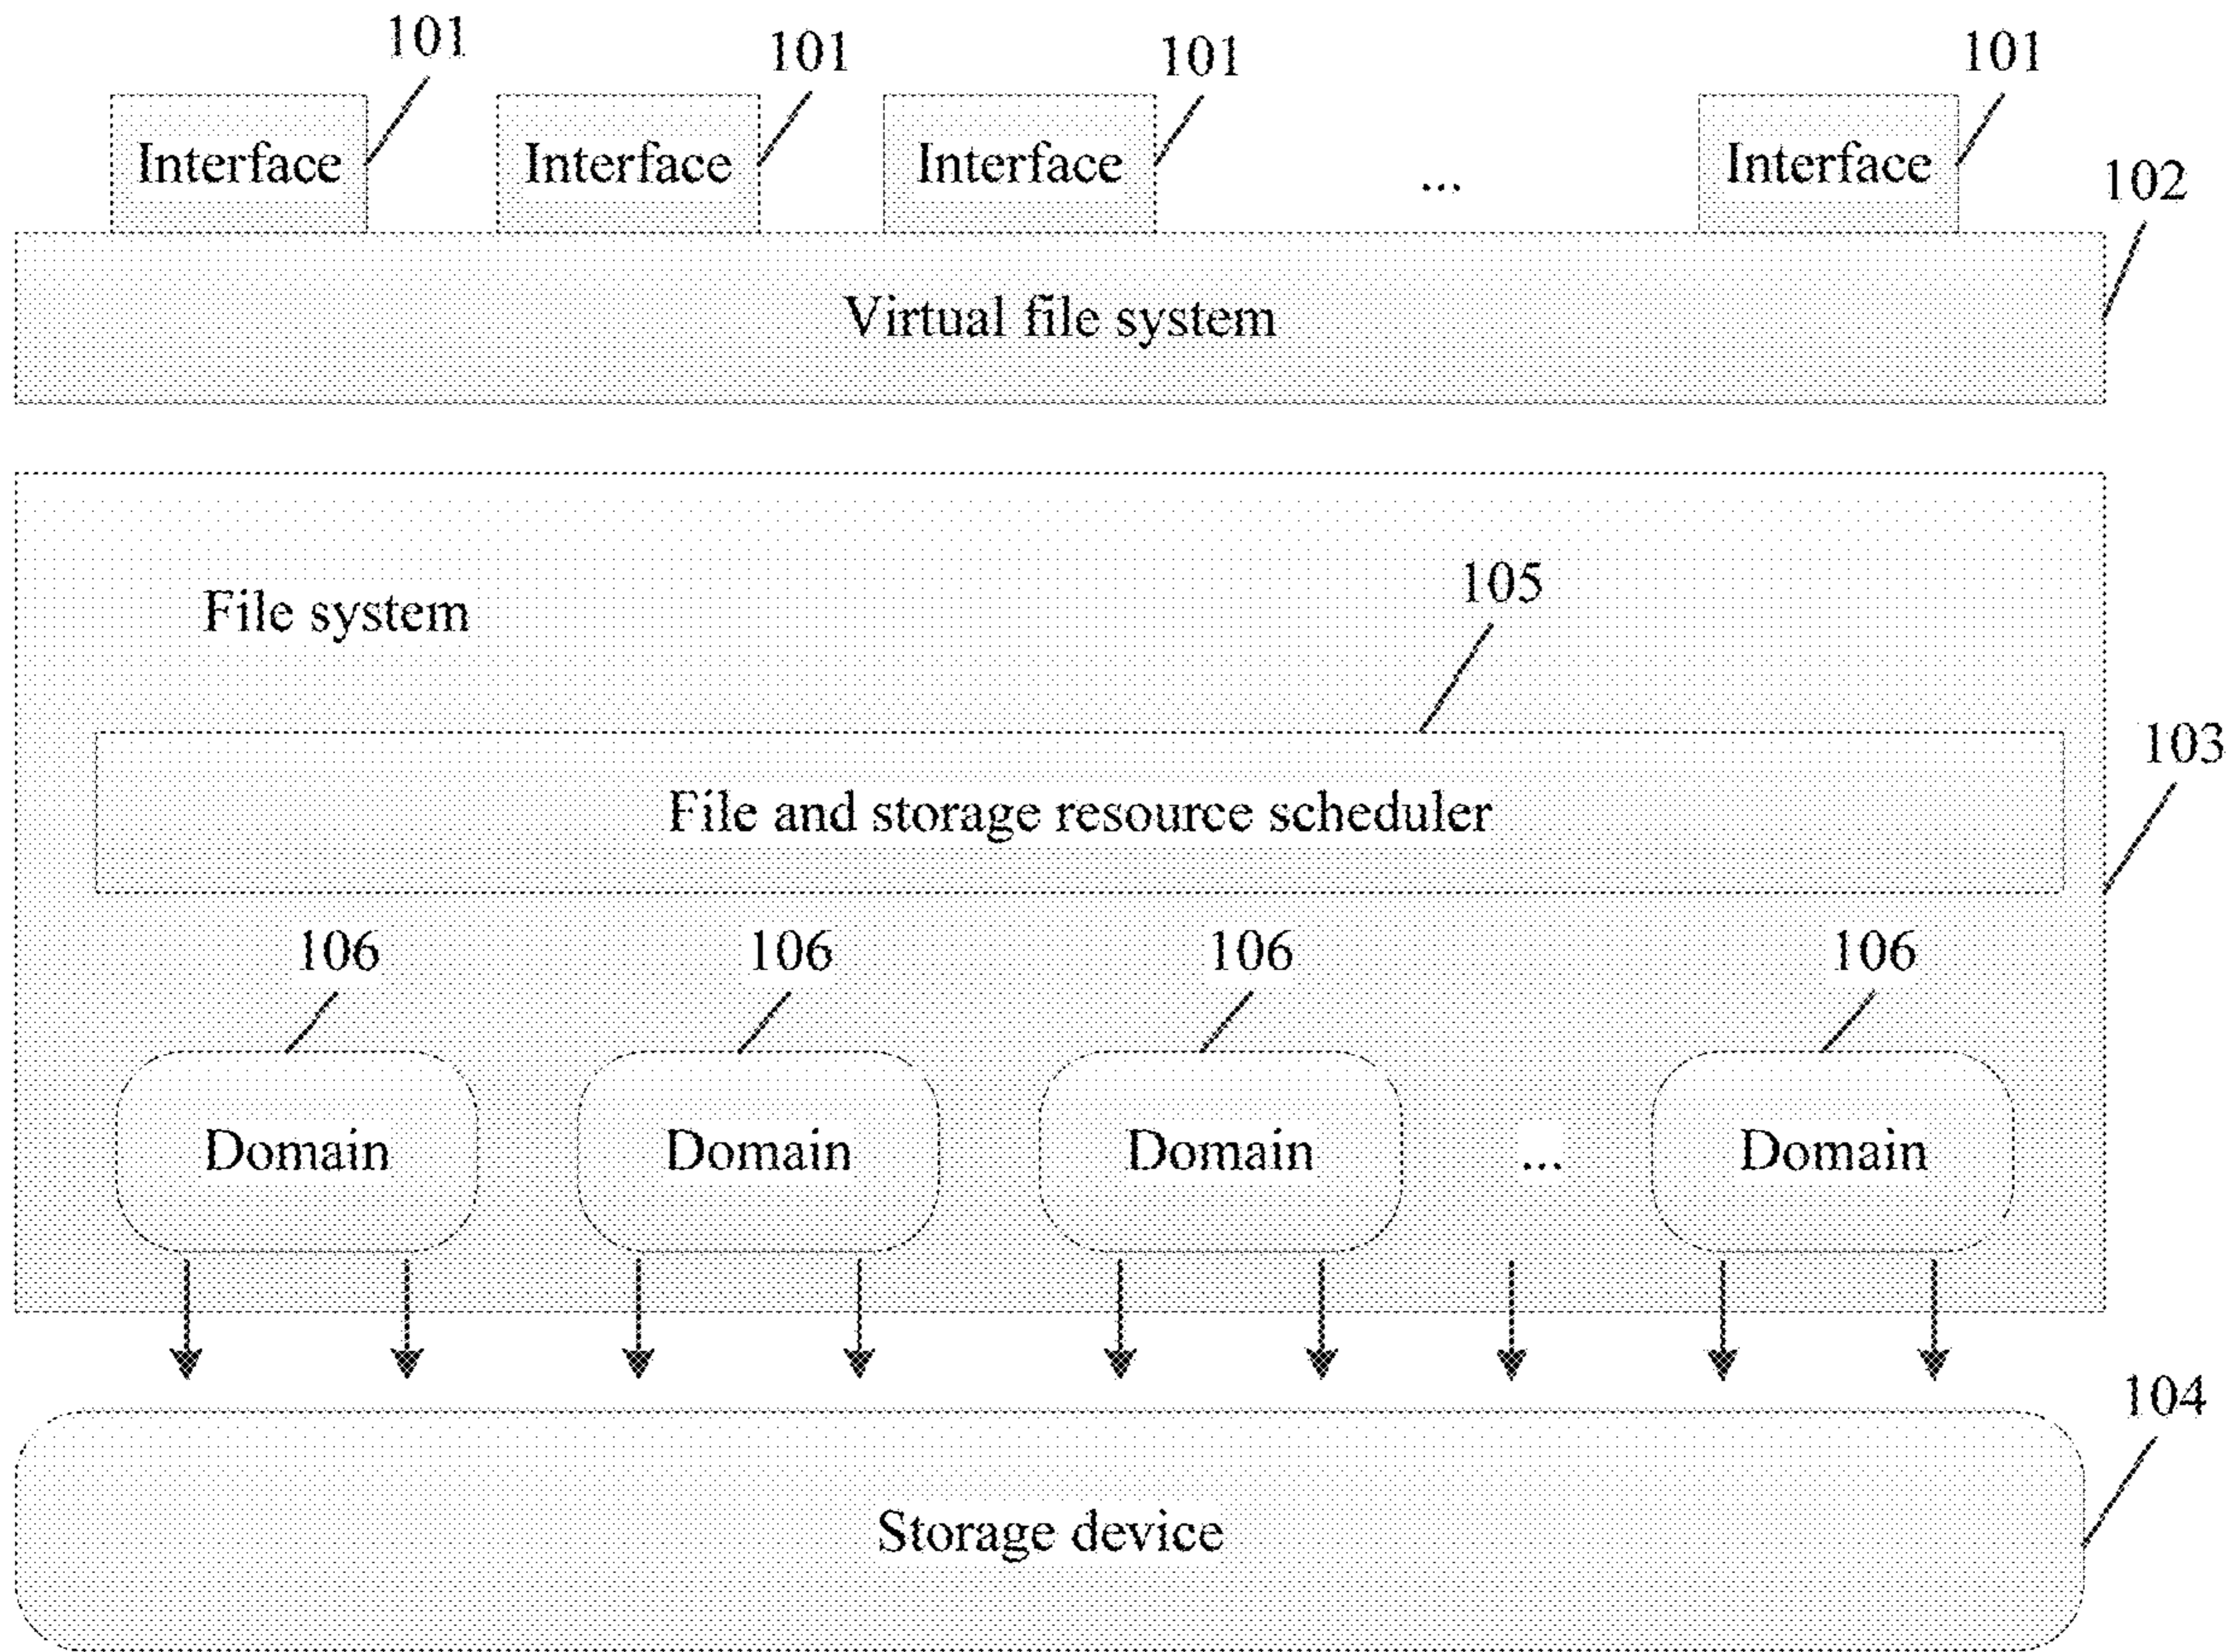 101 101 101 101
Interface Interface Interface ... Interface
102
Virtual file system
File system
105
103
File and storage resource scheduler
106 106 106 106
Domain Domain Domain ... Domain
104
Storage device